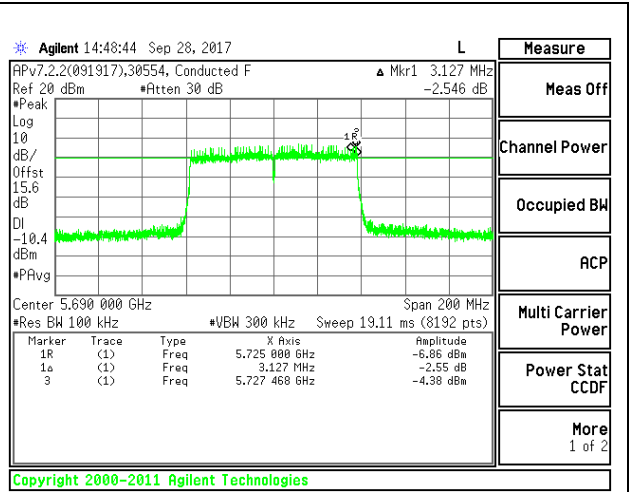 Agilent 14:48:44 Sep 28, 2017 L
APv7.2.2(091917),30554, Conducted F Δ Mkr1 3.127 MHz
Ref 20 dBm #Atten 30 dB -2.546 dB
#Peak
Log
10
dB/
Offst
15.6
dB
DI
-10.4
dBm
#PAvg
1R
Center 5.690 000 GHz Span 200 MHz
#Res BW 100 kHz #VBW 300 kHz Sweep 19.11 ms (8192 pts)
Marker Trace Type X Axis Amplitude
1R (1) Freq 5.725 000 GHz -6.86 dBm
1Δ (1) Freq 3.127 MHz -2.55 dB
3 (1) Freq 5.727 468 GHz -4.38 dBm
Copyright 2000-2011 Agilent Technologies
Measure
Meas Off
Channel Power
Occupied BW
ACP
Multi Carrier
Power
Power Stat
CCDF
More
1 of 2